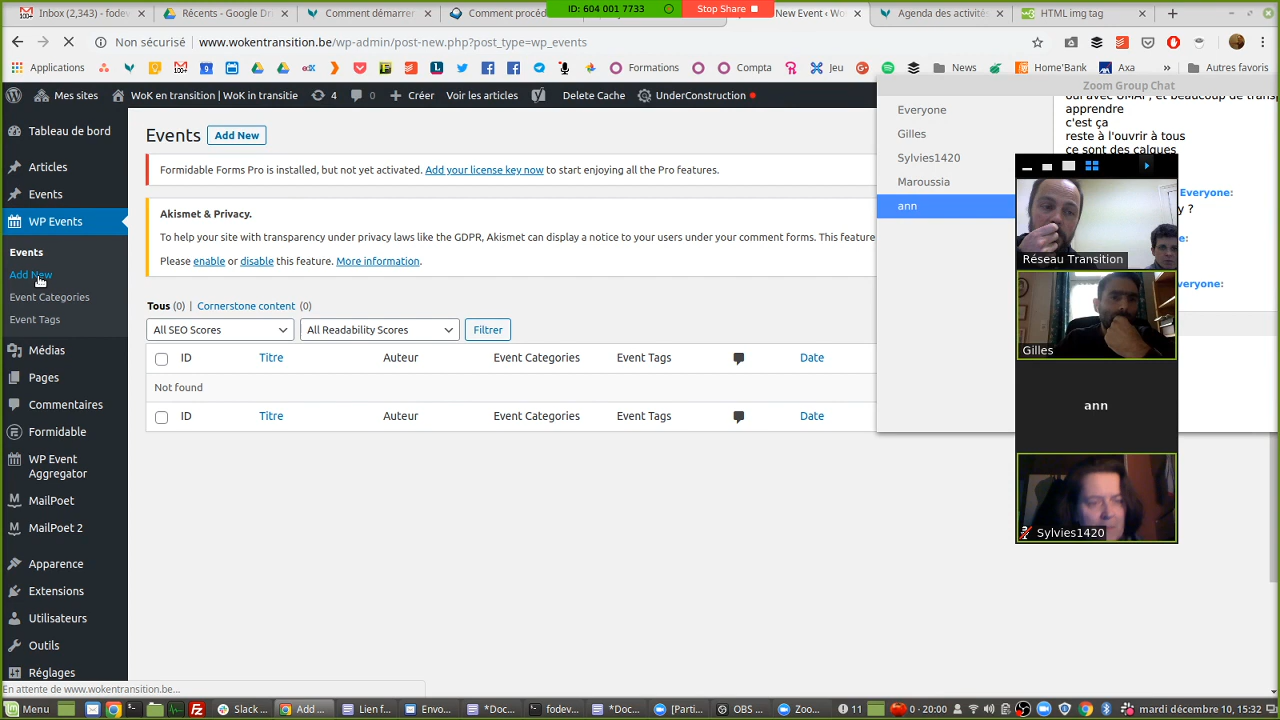 ID: 604 001 7733
Stop Share
Inbox (2,343) - fodev
Récents - Google Dr
Comment démarrer
Comment procéd
New Event ‹ Wok
Agenda des activités
HTML img tag
Non sécurisé www.wokentransition.be/wp-admin/post-new.php?post_type=wp_events
Applications
Formations
Compta
Jeu
News
Home'Bank
Axa
»
Autres favoris
Mes sites
WoK en transition | WoK in transitie
4
0
Créer
Voir les articles
Delete Cache
UnderConstruction
Tableau de bord
Articles
Events
WP Events
Events
Add New
Event Categories
Event Tags
Médias
Pages
Commentaires
Formidable
WP Event
Aggregator
MailPoet
MailPoet 2
Apparence
Extensions
Utilisateurs
Outils
Réglages
En attente de www.wokentransition.be...
Events
Add New
Formidable Forms Pro is installed, but not yet activated. Add your license key now to start enjoying all the Pro features.
Akismet & Privacy.
To help your site with transparency under privacy laws like the GDPR, Akismet can display a notice to your users under your comment forms. This feature
Please enable or disable this feature. More information.
Tous (0) | Cornerstone content (0)
All SEO Scores
All Readability Scores
Filtrer
ID Titre Auteur Event Categories Event Tags Date
Not found
ID Titre Auteur Event Categories Event Tags Date
Zoom Group Chat
Everyone
Gilles
Sylvies1420
Maroussia
ann
apprendre
c'est ça
reste à l'ouvrir à tous
ce sont des calques
Everyone:
y ?
e:
veryone:
Réseau Transition
Gilles
ann
Sylvies1420
Menu
Slack ...
Add ...
Lien f...
Envo...
*Doc...
fodev...
*Doc...
[Parti...
OBS ...
Zoo...
11
0 - 20:00
mardi décembre 10, 15:32